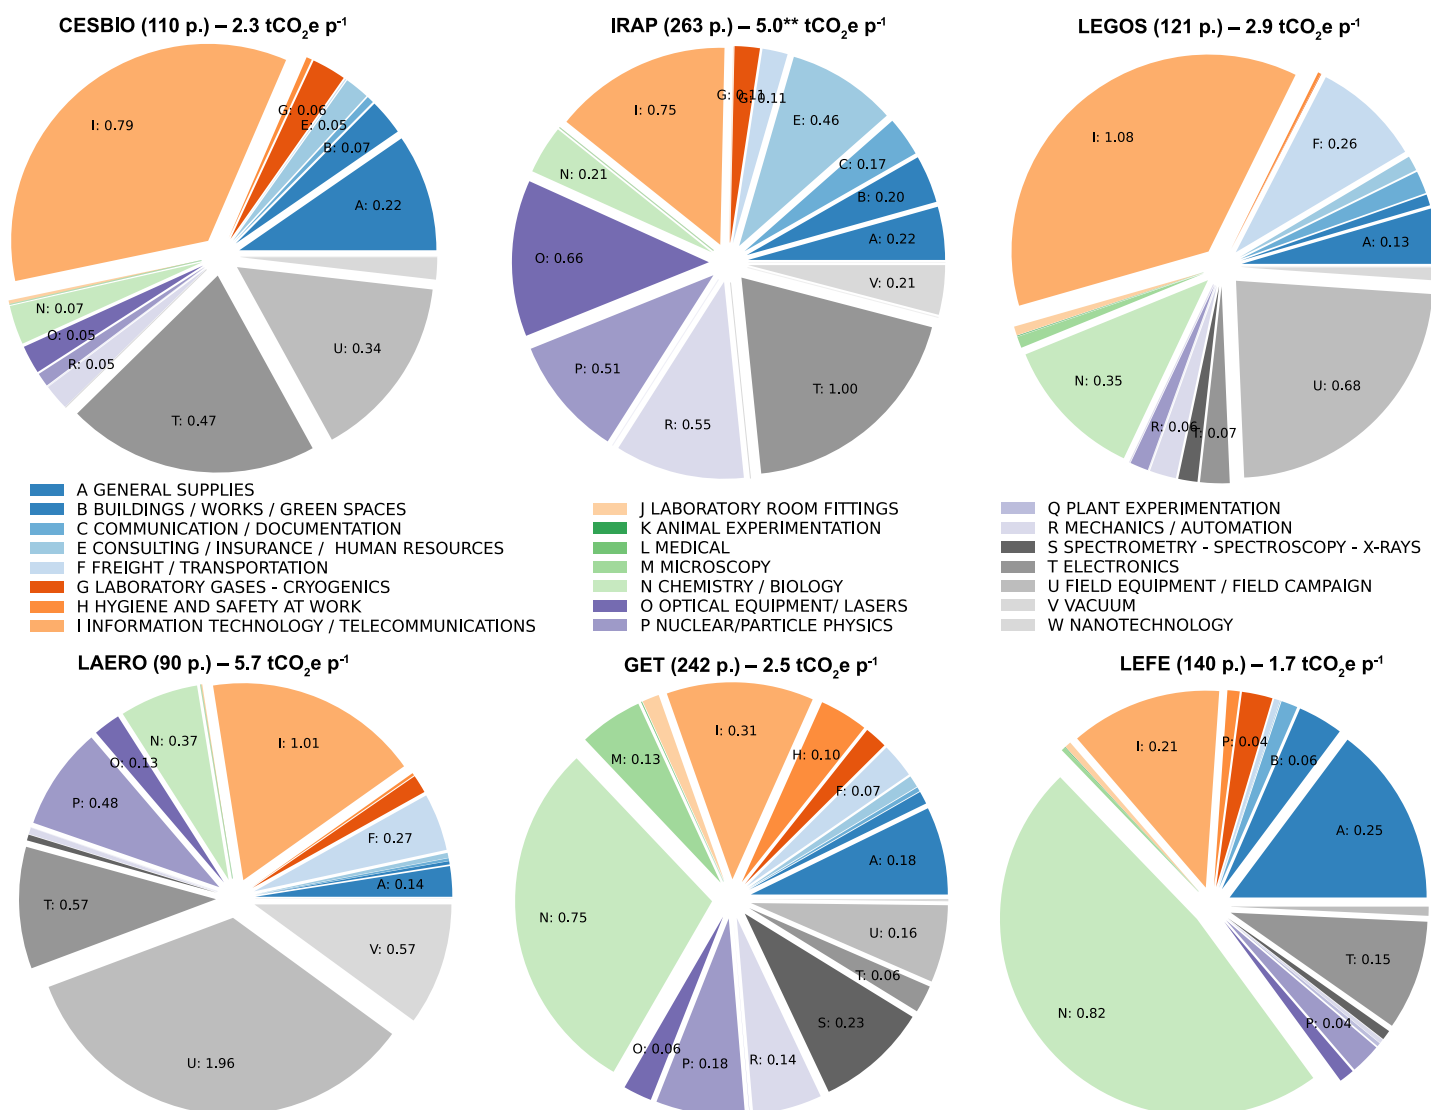 CESBIO (110 p.) – 2.3 tCO2e p-1
I: 0.79
G: 0.06
E: 0.05
B: 0.07
A: 0.22
N: 0.07
O: 0.05
R: 0.05
T: 0.47
U: 0.34
IRAP (263 p.) – 5.0** tCO2e p-1
I: 0.75
G: 0.11
G: 0.11
E: 0.46
C: 0.17
B: 0.20
A: 0.22
N: 0.21
O: 0.66
P: 0.51
R: 0.55
T: 1.00
V: 0.21
LEGOS (121 p.) – 2.9 tCO2e p-1
I: 1.08
F: 0.26
A: 0.13
N: 0.35
R: 0.06
T: 0.07
U: 0.68
A GENERAL SUPPLIES
B BUILDINGS / WORKS / GREEN SPACES
C COMMUNICATION / DOCUMENTATION
E CONSULTING / INSURANCE / HUMAN RESOURCES
F FREIGHT / TRANSPORTATION
G LABORATORY GASES - CRYOGENICS
H HYGIENE AND SAFETY AT WORK
I INFORMATION TECHNOLOGY / TELECOMMUNICATIONS
J LABORATORY ROOM FITTINGS
K ANIMAL EXPERIMENTATION
L MEDICAL
M MICROSCOPY
N CHEMISTRY / BIOLOGY
O OPTICAL EQUIPMENT/ LASERS
P NUCLEAR/PARTICLE PHYSICS
Q PLANT EXPERIMENTATION
R MECHANICS / AUTOMATION
S SPECTROMETRY - SPECTROSCOPY - X-RAYS
T ELECTRONICS
U FIELD EQUIPMENT / FIELD CAMPAIGN
V VACUUM
W NANOTECHNOLOGY
LAERO (90 p.) – 5.7 tCO2e p-1
N: 0.37
I: 1.01
O: 0.13
P: 0.48
F: 0.27
A: 0.14
T: 0.57
V: 0.57
U: 1.96
GET (242 p.) – 2.5 tCO2e p-1
I: 0.31
M: 0.13
H: 0.10
F: 0.07
A: 0.18
N: 0.75
U: 0.16
T: 0.06
S: 0.23
O: 0.06
P: 0.18
R: 0.14
LEFE (140 p.) – 1.7 tCO2e p-1
I: 0.21
P: 0.04
B: 0.06
A: 0.25
N: 0.82
T: 0.15
P: 0.04